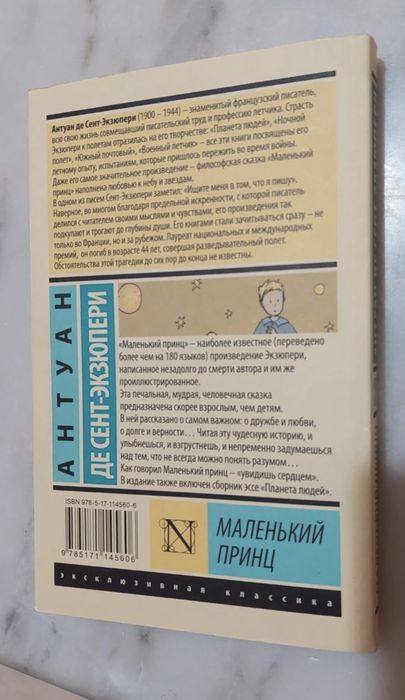 Антуан де Сент-Экзюпери (1900 – 1944) – знаменитый французский писатель,
всю свою жизнь совмещавший писательский труд и профессию летчика. Страсть
Экзюпери к полетам отразилась на его творчестве: «Планета людей», «Ночной
полет», «Южный почтовый», «Военный летчик» – все эти книги посвящены его
летному опыту, испытаниям, которые пришлось пережить во время войны.
Даже его самое значительное произведение – философская сказка «Маленький
принц» наполнена любовью к небу и звездам.
В одном из писем Сент-Экзюпери заметил: «Ищите меня в том, что я пишу».
Наверное, во многом благодаря предельной искренности, с которой писатель
делился с читателем своими мыслями и чувствами, его произведения так
подкупают и трогают до глубины души. Его книгами стали зачитываться сразу – не
только во Франции, но и за рубежом. Лауреат национальных и международных
премий, он погиб в возрасте 44 лет, совершая разведывательный полет.
Обстоятельства этой трагедии до сих пор до конца не известны.
АНТУАН
ДЕ СЕНТ-ЭКЗЮПЕРИ
«Маленький принц» – наиболее известное (переведено
более чем на 180 языков) произведение Экзюпери,
написанное незадолго до смерти автора и им же
проиллюстрированное.
Эта печальная, мудрая, человечная сказка
предназначена скорее взрослым, чем детям.
В ней рассказано о самом важном: о дружбе и любви,
о долге и верности… Читая эту чудесную историю, и
улыбнешься, и взгрустнешь, и непременно задумаешься
над тем, что не всегда можно понять разумом…
Как говорил Маленький принц – «увидишь сердцем».
В издание также включен сборник эссе «Планета людей».
ISBN 978-5-17-114560-6
9 785171 145606
N
МАЛЕНЬКИЙ
ПРИНЦ
эксклюзивная классика